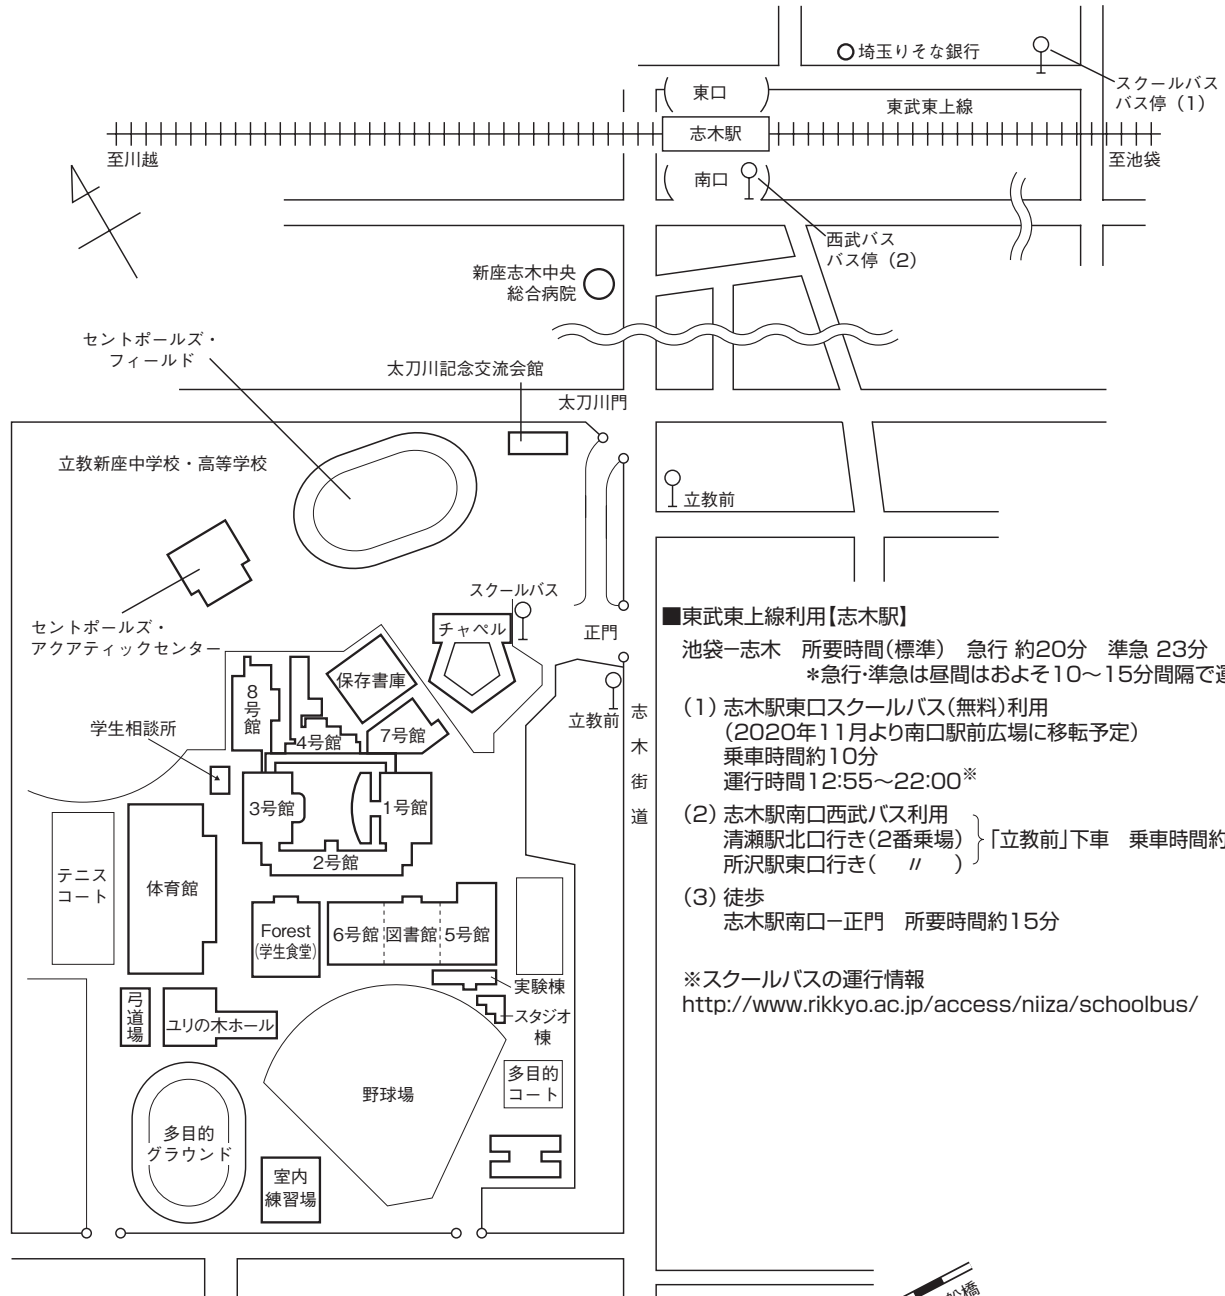 埼玉りそな銀行
スクールバス
バス停（1）
東口
東武東上線
志木駅
至川越
至池袋
南口
西武バス
バス停（2）
新座志木中央
総合病院
セントポールズ・
フィールド
太刀川記念交流会館
太刀川門
立教新座中学校・高等学校
立教前
スクールバス
セントポールズ・
アクアティックセンター
チャペル
正門
保存書庫
8号館
立教前
志木街道
学生相談所
4号館
7号館
3号館
1号館
2号館
テニス
コート
体育館
Forest
(学生食堂)
6号館
図書館
5号館
実験棟
弓道場
ユリの木ホール
スタジオ
棟
野球場
多目的
コート
多目的
グラウンド
室内
練習場
■東武東上線利用【志木駅】
池袋−志木　所要時間（標準）　急行 約20分　準急 23分
＊急行・準急は昼間はおよそ10〜15分間隔で運
（1）志木駅東口スクールバス（無料）利用
（2020年11月より南口駅前広場に移転予定）
乗車時間約10分
運行時間12:55〜22:00※
（2）志木駅南口西武バス利用
清瀬駅北口行き（2番乗場）
所沢駅東口行き（　〃　）
「立教前」下車　乗車時間約
（3）徒歩
志木駅南口−正門　所要時間約15分
※スクールバスの運行情報
http://www.rikkyo.ac.jp/access/niiza/schoolbus/